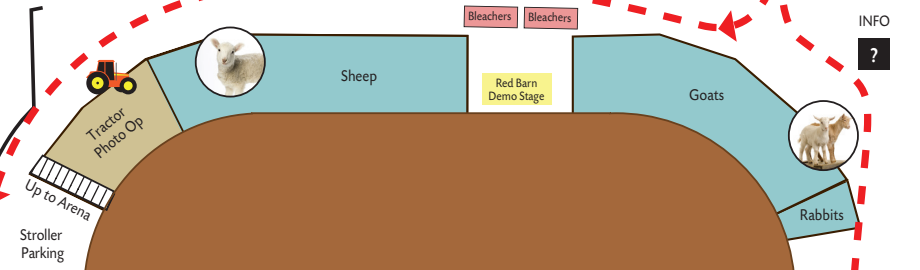 Bleachers
Bleachers
INFO
?
Sheep
Red Barn
Demo Stage
Goats
Tractor
Photo Op
Up to Arena
Rabbits
Stroller
Parking